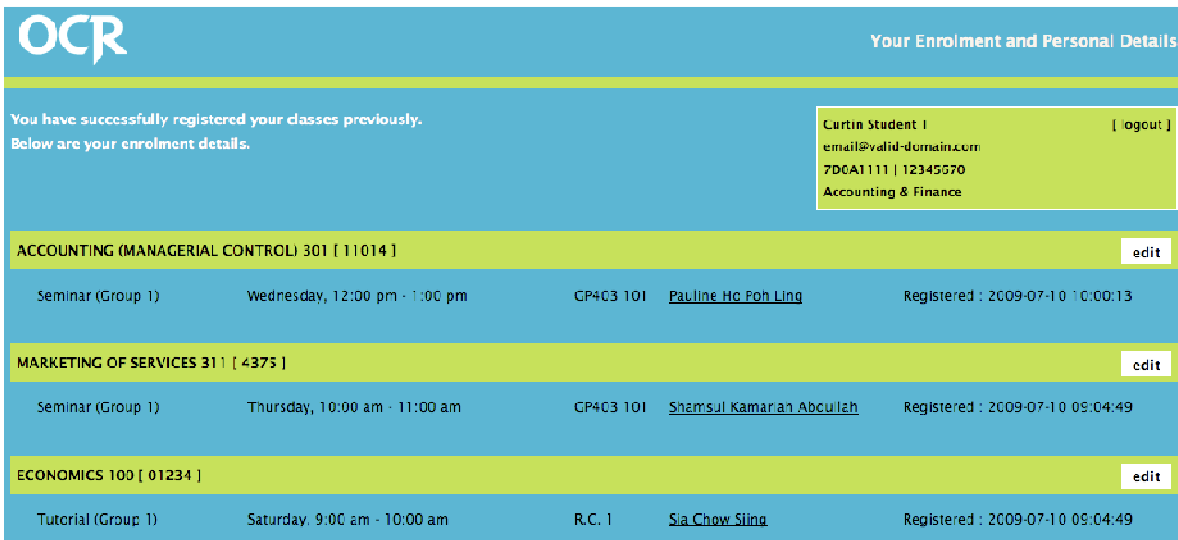 OCR
Your Enrolment and Personal Details
You have successfully registered your classes previously.
Below are your enrolment details.
Curtin Student 1 [ logout ]
email@valid-domain.com
7D0A1111 | 12345670
Accounting & Finance
ACCOUNTING (MANAGERIAL CONTROL) 301 [ 11014 ] edit
Seminar (Group 1) Wednesday, 12:00 pm - 1:00 pm GP403 101 Pauline Ho Poh Ling Registered : 2009-07-10 10:00:13
MARKETING OF SERVICES 311 [ 4375 ] edit
Seminar (Group 1) Thursday, 10:00 am - 11:00 am GP403 101 Shamsul Kamariah Abdullah Registered : 2009-07-10 09:04:49
ECONOMICS 100 [ 01234 ] edit
Tutorial (Group 1) Saturday, 9:00 am - 10:00 am R.C. 1 Sia Chow Siing Registered : 2009-07-10 09:04:49